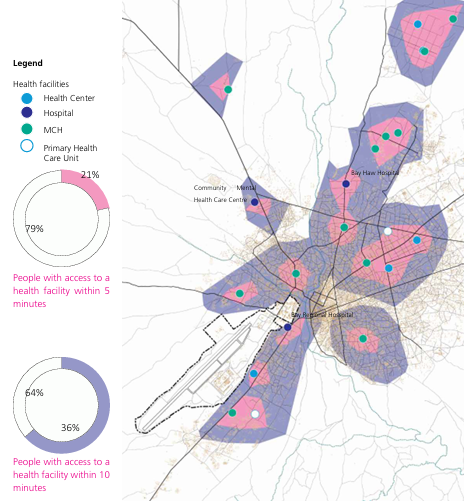 Legend
Health facilities
Health Center
Hospital
MCH
Primary Health
Care Unit
21%
79%
People with access to a
health facility within 5
minutes
64%
36%
People with access to a
health facility within 10
minutes
Bay Haw Hospital
Community Mental
Health Care Centre
Bay Regional Hospital